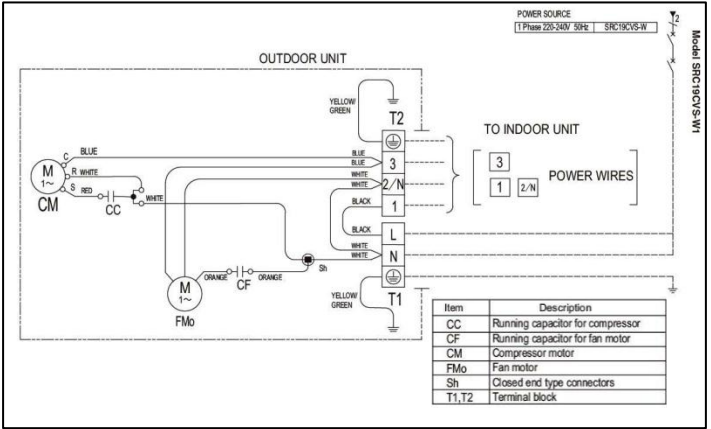 POWER SOURCE
1 Phase 220-240V 50Hz SRC19CVS-W
2
Model SRC19CVS-W1
OUTDOOR UNIT
YELLOW/
GREEN
T2
TO INDOOR UNIT
C BLUE
BLUE
BLUE
3
3
M
1~
R WHITE
WHITE
WHITE
2/N
1 2/N
POWER WIRES
S RED
CC
WHITE
CM
BLACK
1
BLACK
L
WHITE
WHITE
N
Sh
ORANGE
CF
ORANGE
M
1~
FMo
YELLOW/
GREEN
T1
Item Description
CC Running capacitor for compressor
CF Running capacitor for fan motor
CM Compressor motor
FMo Fan motor
Sh Closed end type connectors
T1,T2 Terminal block